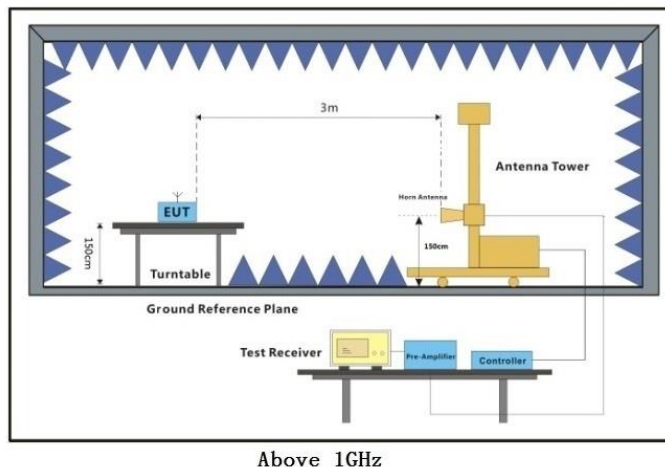 3m
Antenna Tower
Horn Antenna
EUT
150cm
150cm
Turntable
Ground Reference Plane
Test Receiver
Pre-Amplifier
Controller
Above 1GHz